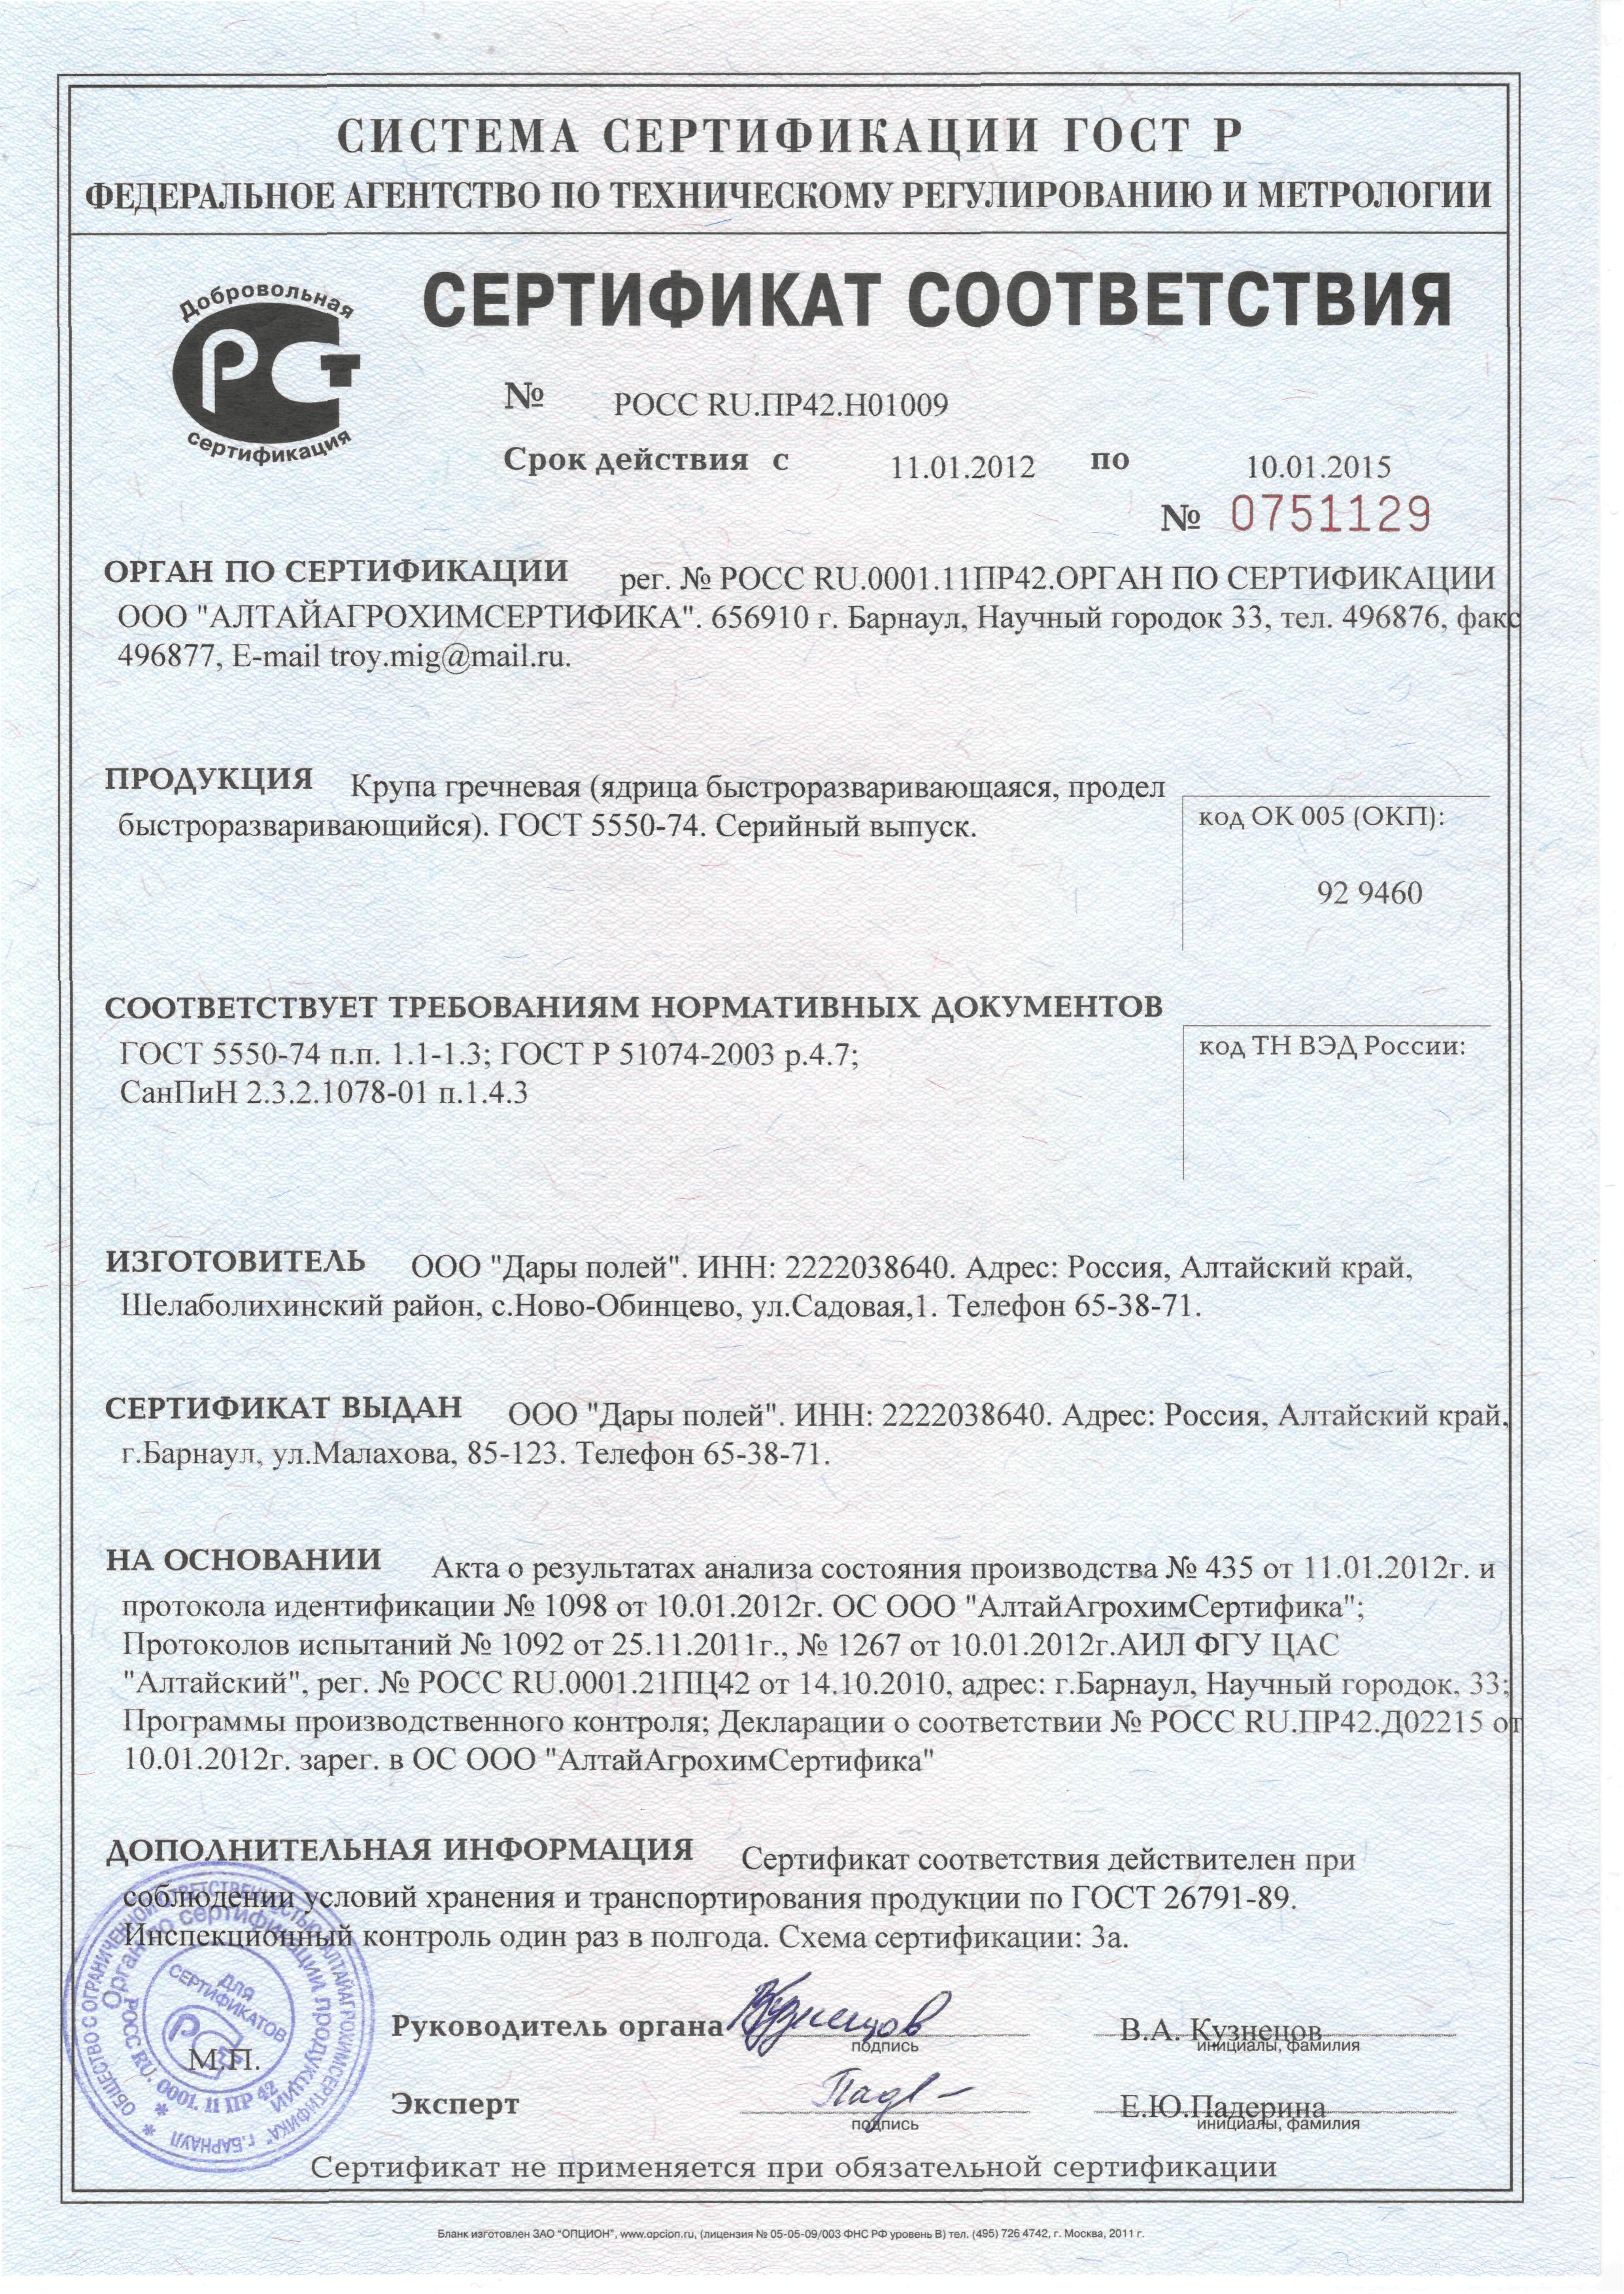 СИСТЕМА СЕРТИФИКАЦИИ ГОСТ Р
ФЕДЕРАЛЬНОЕ АГЕНТСТВО ПО ТЕХНИЧЕСКОМУ РЕГУЛИРОВАНИЮ И МЕТРОЛОГИИ
Добровольная
РСТ
сертификация
СЕРТИФИКАТ СООТВЕТСТВИЯ
№ РОСС RU.ПР42.Н01009
Срок действия с 11.01.2012 по 10.01.2015
№ 0751129
ОРГАН ПО СЕРТИФИКАЦИИ рег. № РОСС RU.0001.11ПР42.ОРГАН ПО СЕРТИФИКАЦИИ
ООО "АЛТАЙАГРОХИМСЕРТИФИКА". 656910 г. Барнаул, Научный городок 33, тел. 496876, факс
496877, E-mail troy.mig@mail.ru.
ПРОДУКЦИЯ Крупа гречневая (ядрица быстроразваривающаяся, продел
быстроразваривающийся). ГОСТ 5550-74. Серийный выпуск.
код ОК 005 (ОКП):
92 9460
СООТВЕТСТВУЕТ ТРЕБОВАНИЯМ НОРМАТИВНЫХ ДОКУМЕНТОВ
ГОСТ 5550-74 п.п. 1.1-1.3; ГОСТ Р 51074-2003 р.4.7;
СанПиН 2.3.2.1078-01 п.1.4.3
код ТН ВЭД России:
ИЗГОТОВИТЕЛЬ ООО "Дары полей". ИНН: 2222038640. Адрес: Россия, Алтайский край,
Шелаболихинский район, с.Ново-Обинцево, ул.Садовая,1. Телефон 65-38-71.
СЕРТИФИКАТ ВЫДАН ООО "Дары полей". ИНН: 2222038640. Адрес: Россия, Алтайский край,
г.Барнаул, ул.Малахова, 85-123. Телефон 65-38-71.
НА ОСНОВАНИИ Акта о результатах анализа состояния производства № 435 от 11.01.2012г. и
протокола идентификации № 1098 от 10.01.2012г. ОС ООО "АлтайАгрохимСертифика";
Протоколов испытаний № 1092 от 25.11.2011г., № 1267 от 10.01.2012г.АИЛ ФГУ ЦАС
"Алтайский", рег. № РОСС RU.0001.21ПЦ42 от 14.10.2010, адрес: г.Барнаул, Научный городок, 33;
Программы производственного контроля; Декларации о соответствии № РОСС RU.ПР42.Д02215 от
10.01.2012г. зарег. в ОС ООО "АлтайАгрохимСертифика"
ДОПОЛНИТЕЛЬНАЯ ИНФОРМАЦИЯ Сертификат соответствия действителен при
соблюдении условий хранения и транспортирования продукции по ГОСТ 26791-89.
Инспекционный контроль один раз в полгода. Схема сертификации: 3а.
ОБЩЕСТВО С ОГРАНИЧЕННОЙ ОТВЕТСТВЕННОСТЬЮ "АЛТАЙАГРОХИМСЕРТИФИКА" г.БАРНАУЛ
Орган по сертификации продукции
РОСС RU. 0001. 11 ПР 42
ДЛЯ
СЕРТИФИКАТОВ
РСТ
М.П.
Руководитель органа Кузнецов В.А. Кузнецов
подпись инициалы, фамилия
Эксперт Е.Ю.Падерина
подпись инициалы, фамилия
Сертификат не применяется при обязательной сертификации
Бланк изготовлен ЗАО "ОПЦИОН", www.opcion.ru, (лицензия № 05-05-09/003 ФНС РФ уровень B) тел. (495) 726 4742, г. Москва, 2011 г.